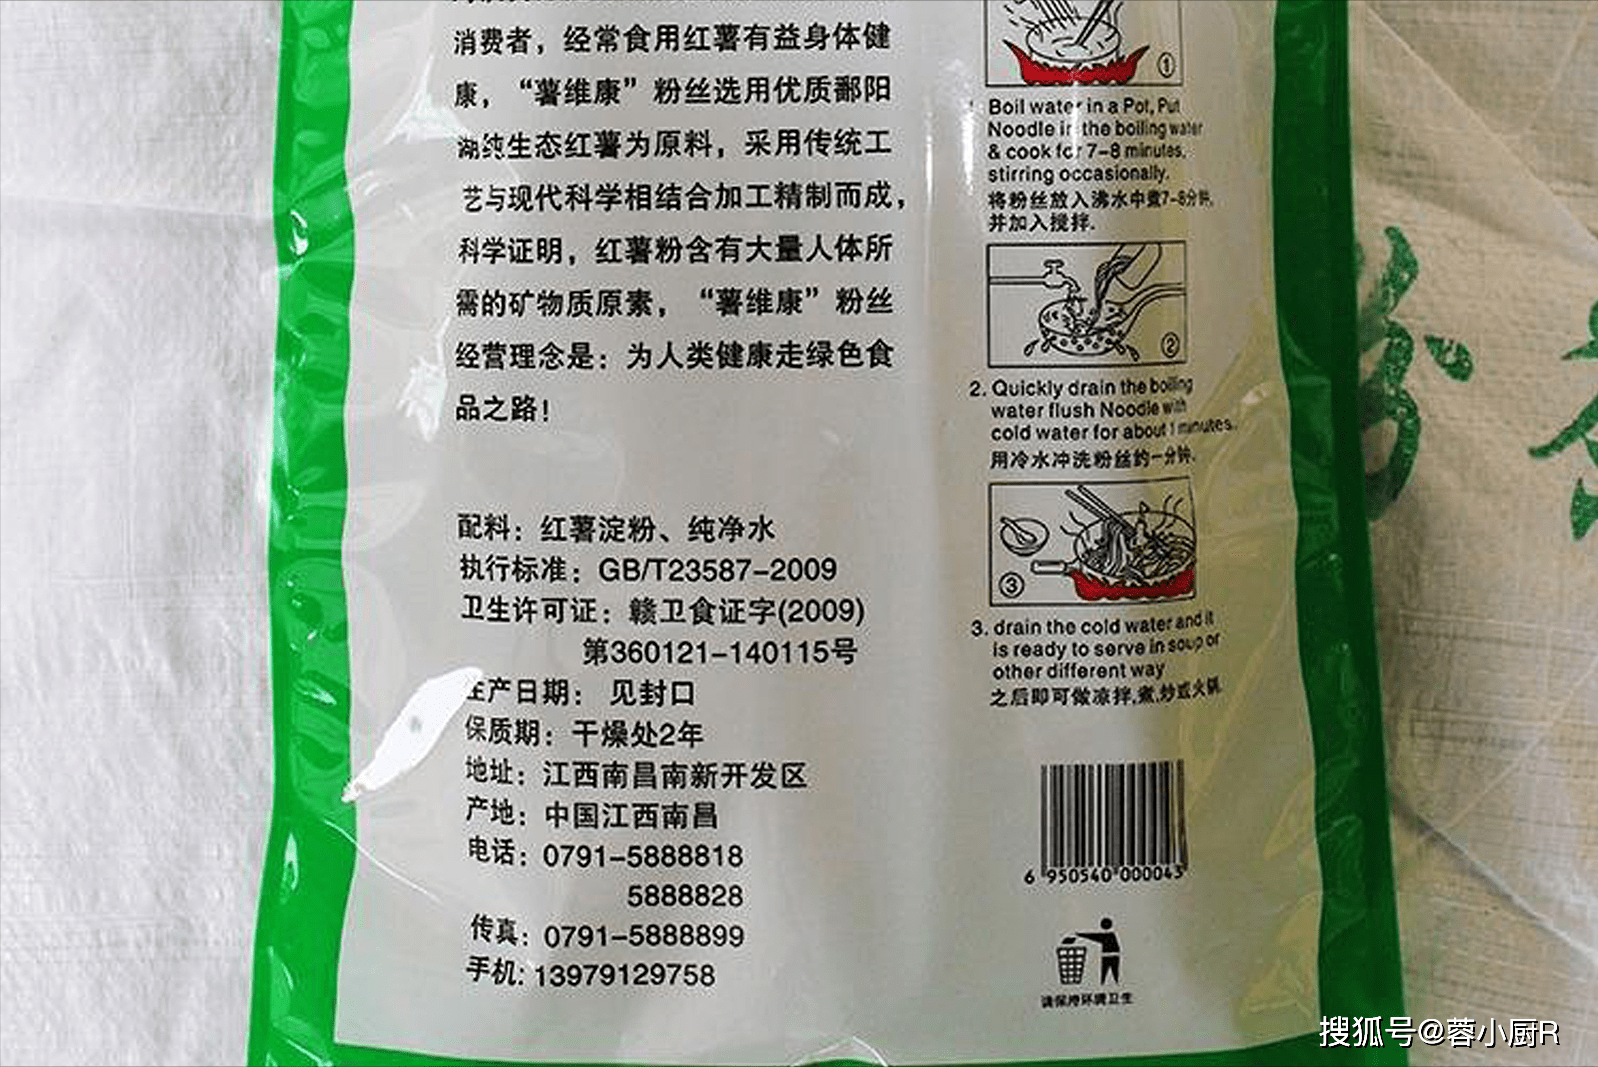 消费者，经常食用红薯有益身体健
康，“薯维康”粉丝选用优质鄱阳
湖纯生态红薯为原料，采用传统工
艺与现代科学相结合加工精制而成，
科学证明，红薯粉含有大量人体所
需的矿物质原素，“薯维康”粉丝
经营理念是：为人类健康走绿色食
品之路！
配料：红薯淀粉、纯净水
执行标准：GB/T23587-2009
卫生许可证：赣卫食证字(2009)
第360121-140115号
生产日期：见封口
保质期：干燥处2年
地址：江西南昌南新开发区
产地：中国江西南昌
电话：0791-5888818
5888828
传真：0791-5888899
手机：13979129758
①
1. Boil water in a Pot, Put
Noodle in the boiling water
& cook for 7-8 minutes,
stirring occasionally.
将粉丝放入沸水中煮7-8分钟,
并加入搅拌.
②
2. Quickly drain the boiling
water flush Noodle with
cold water for about 1 minutes.
用冷水冲洗粉丝约一分钟.
③
3. drain the cold water and it
is ready to serve in soup or
other different way
之后即可做凉拌,煮,炒或火锅
6 950540 000043
请保持环境卫生
搜狐号@蓉小厨R